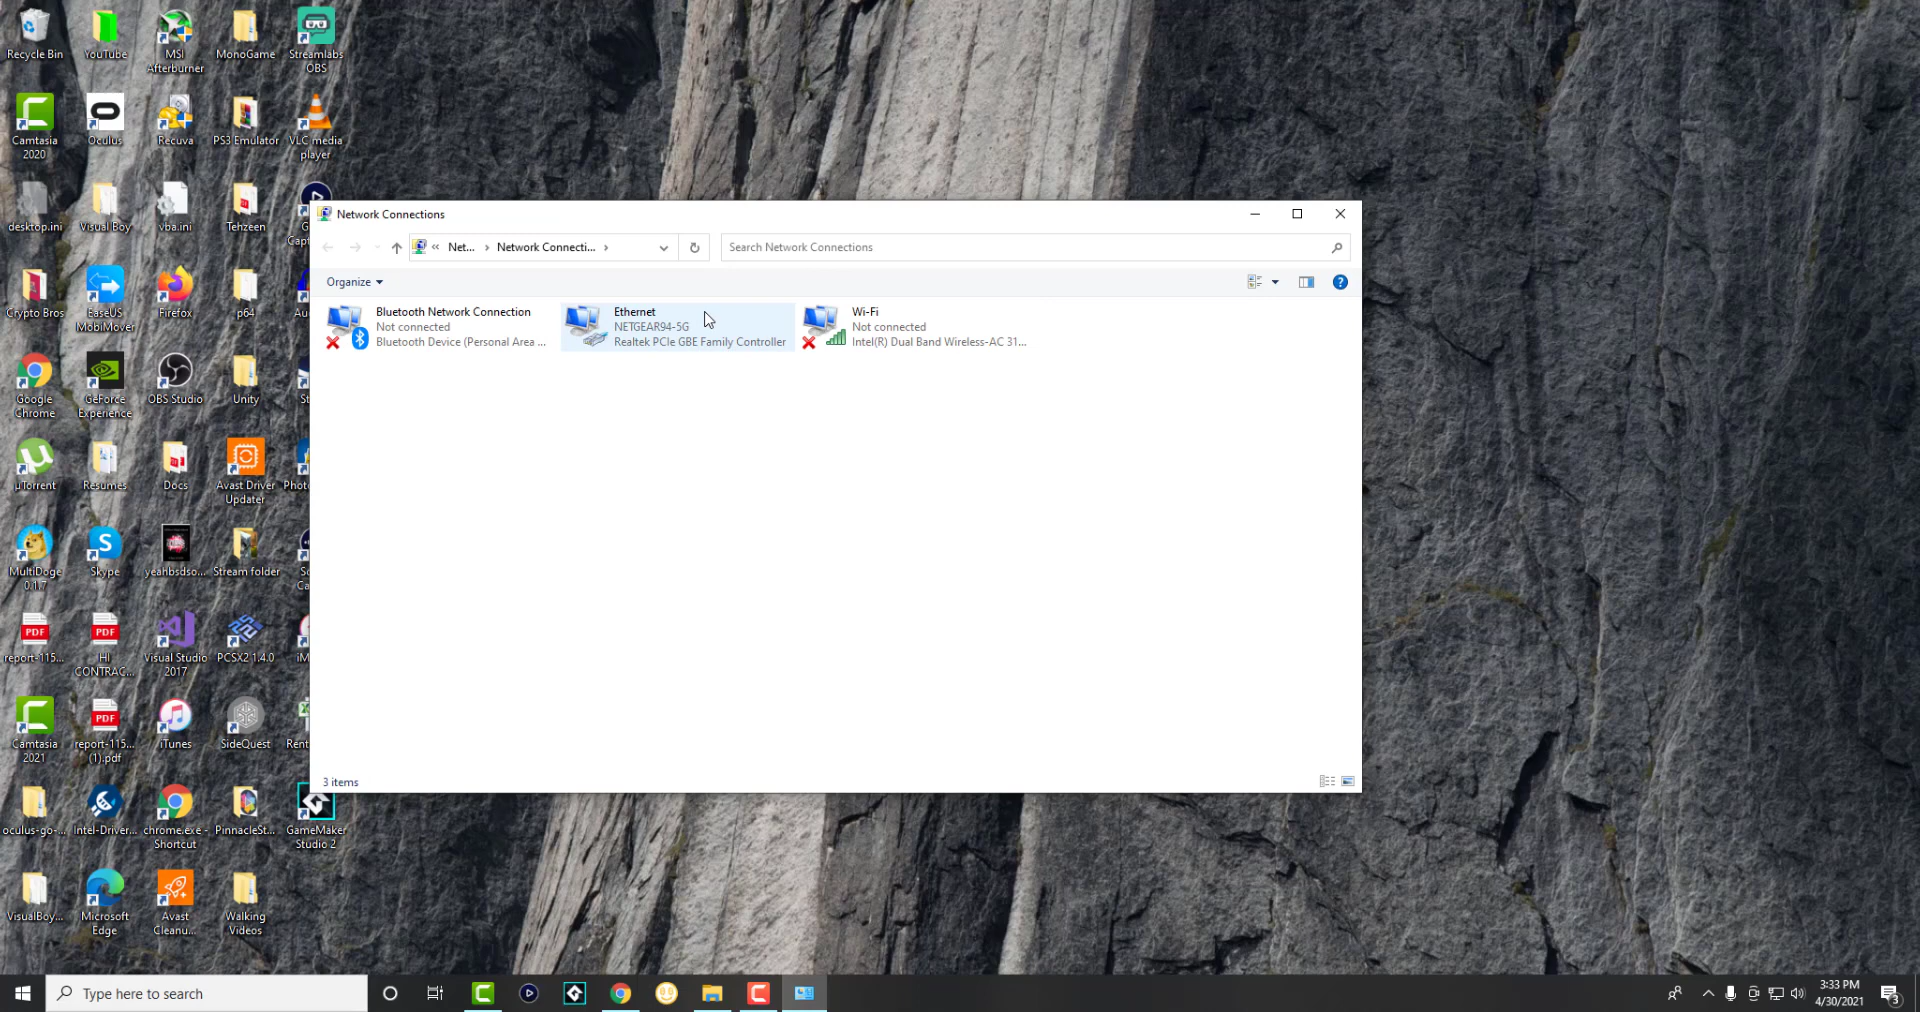 Recycle Bin
YouTube
MSI
Afterburner
MonoGame
Streamlabs
OBS
Camtasia
2020
Oculus
Recuva
PS3 Emulator
VLC media
player
desktop.ini
Visual Boy
vba.ini
Tehzeen
Crypto Bros
EaseUS
MobiMover
Firefox
p64
Google
Chrome
GeForce
Experience
OBS Studio
Unity
µTorrent
Resumes
Docs
Avast Driver
Updater
MultiDoge
0.1.7
Skype
yeahbsdso...
Stream folder
report-115...
HI
CONTRAC...
Visual Studio
2017
PCSX2 1.4.0
Camtasia
2021
report-115...
(1).pdf
iTunes
SideQuest
oculus-go-...
Intel-Driver...
chrome.exe -
Shortcut
PinnacleSt...
GameMaker
Studio 2
VisualBoy...
Microsoft
Edge
Avast
Cleanu...
Walking
Videos
Network Connections
« Net... › Network Connecti... ›
Search Network Connections
Organize
Bluetooth Network Connection
Not connected
Bluetooth Device (Personal Area ...
Ethernet
NETGEAR94-5G
Realtek PCIe GBE Family Controller
Wi-Fi
Not connected
Intel(R) Dual Band Wireless-AC 31...
3 items
Type here to search
3:33 PM
4/30/2021
3